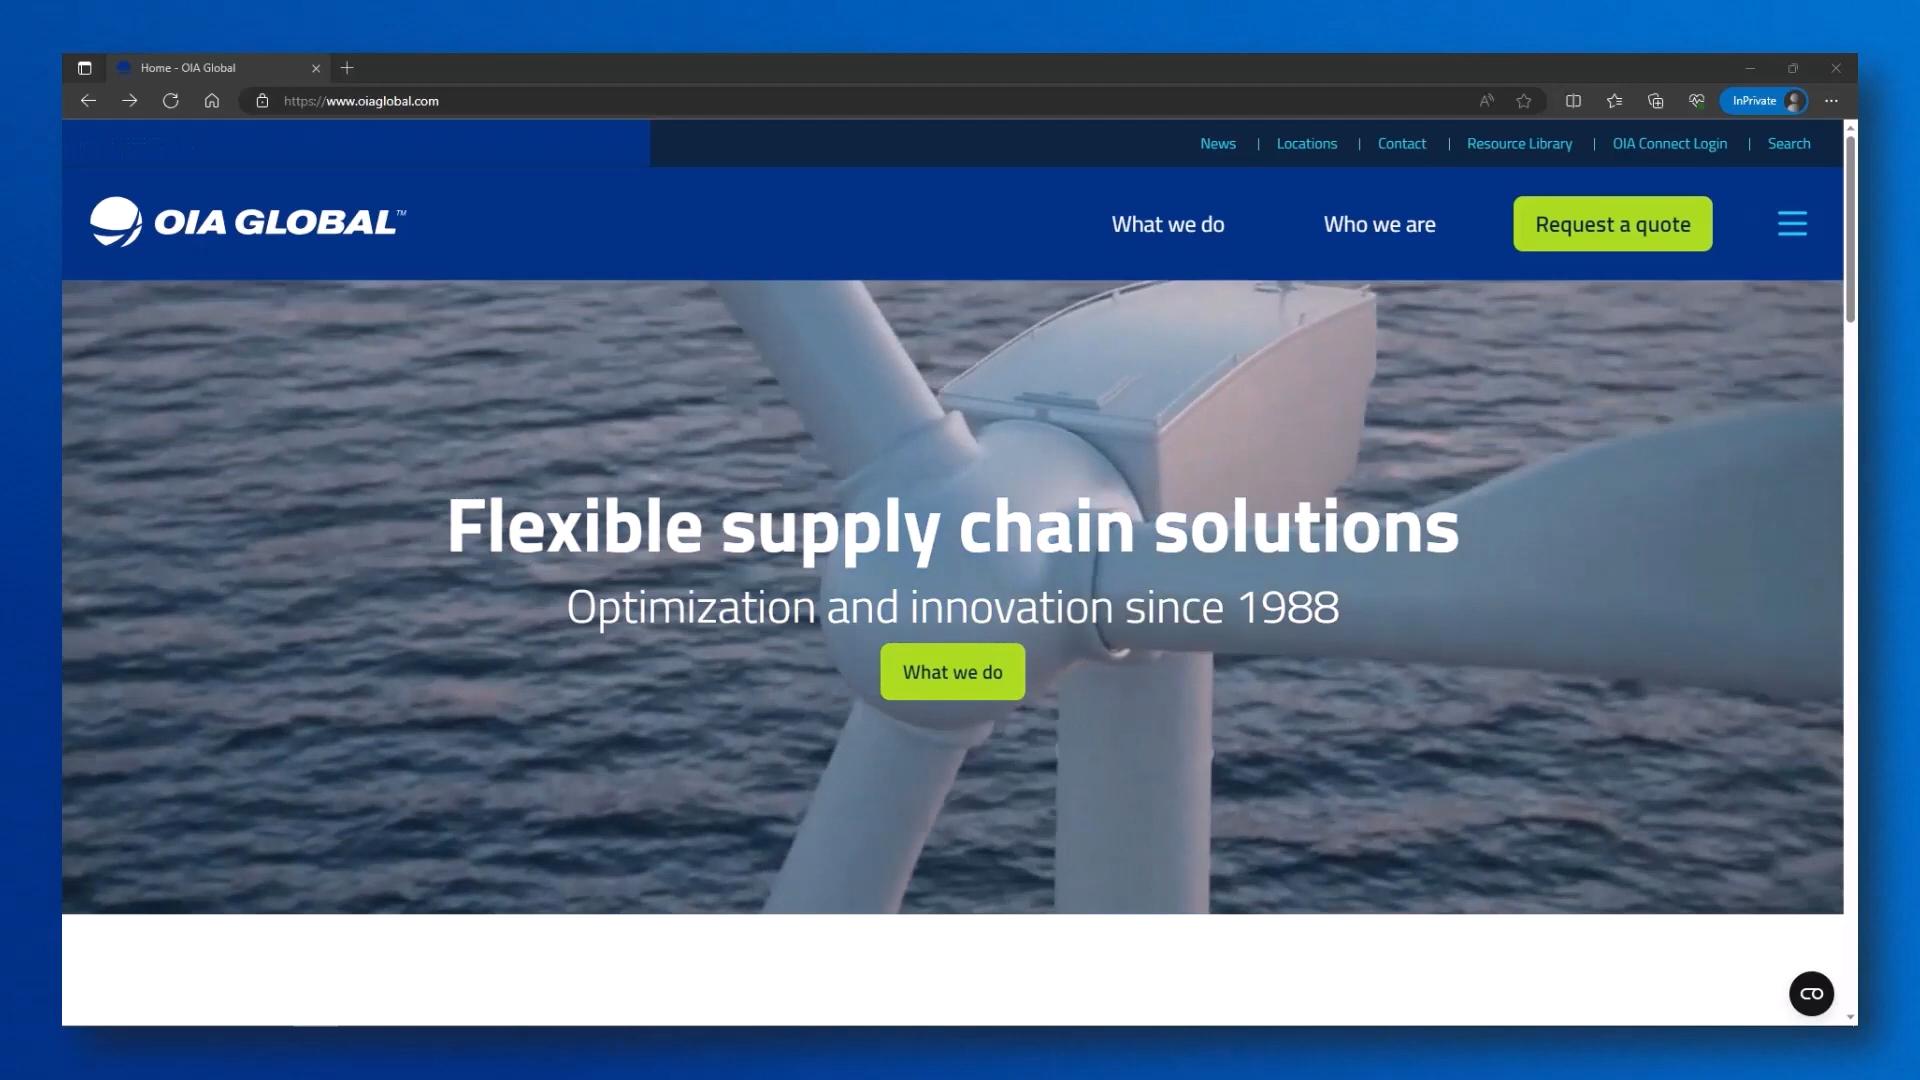 Home - OIA Global
https://www.oiaglobal.com
InPrivate
News | Locations | Contact | Resource Library | OIA Connect Login | Search
OIA GLOBAL™
What we do
Who we are
Request a quote
Flexible supply chain solutions
Optimization and innovation since 1988
What we do